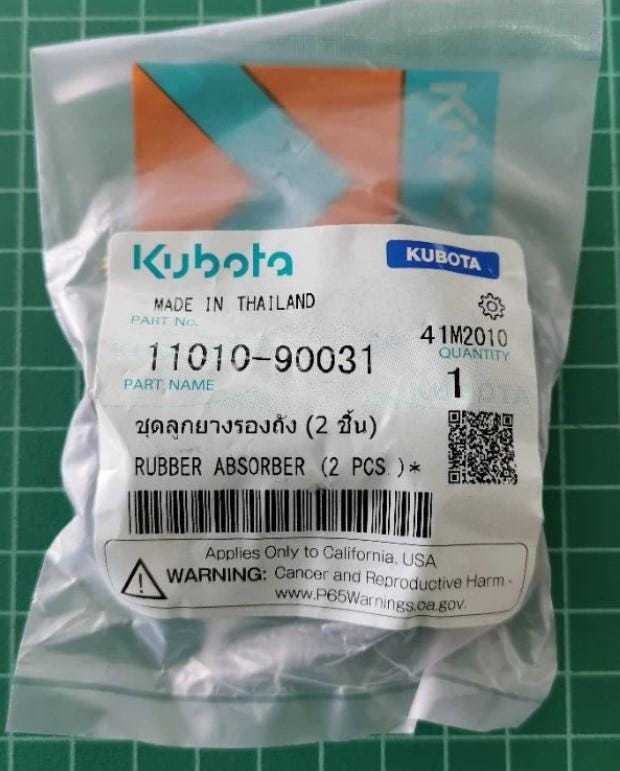 Kubota
Kubota
KUBOTA
MADE IN THAILAND
PART No.
41M2010
11010-90031
QUANTITY
1
PART NAME
KUBOTA
ชุดลูกยางรองถัง (2 ชิ้น)
RUBBER ABSORBER (2 PCS.)*
Applies Only to California, USA
WARNING: Cancer and Reproductive Harm -
www.P65Warnings.ca.gov.